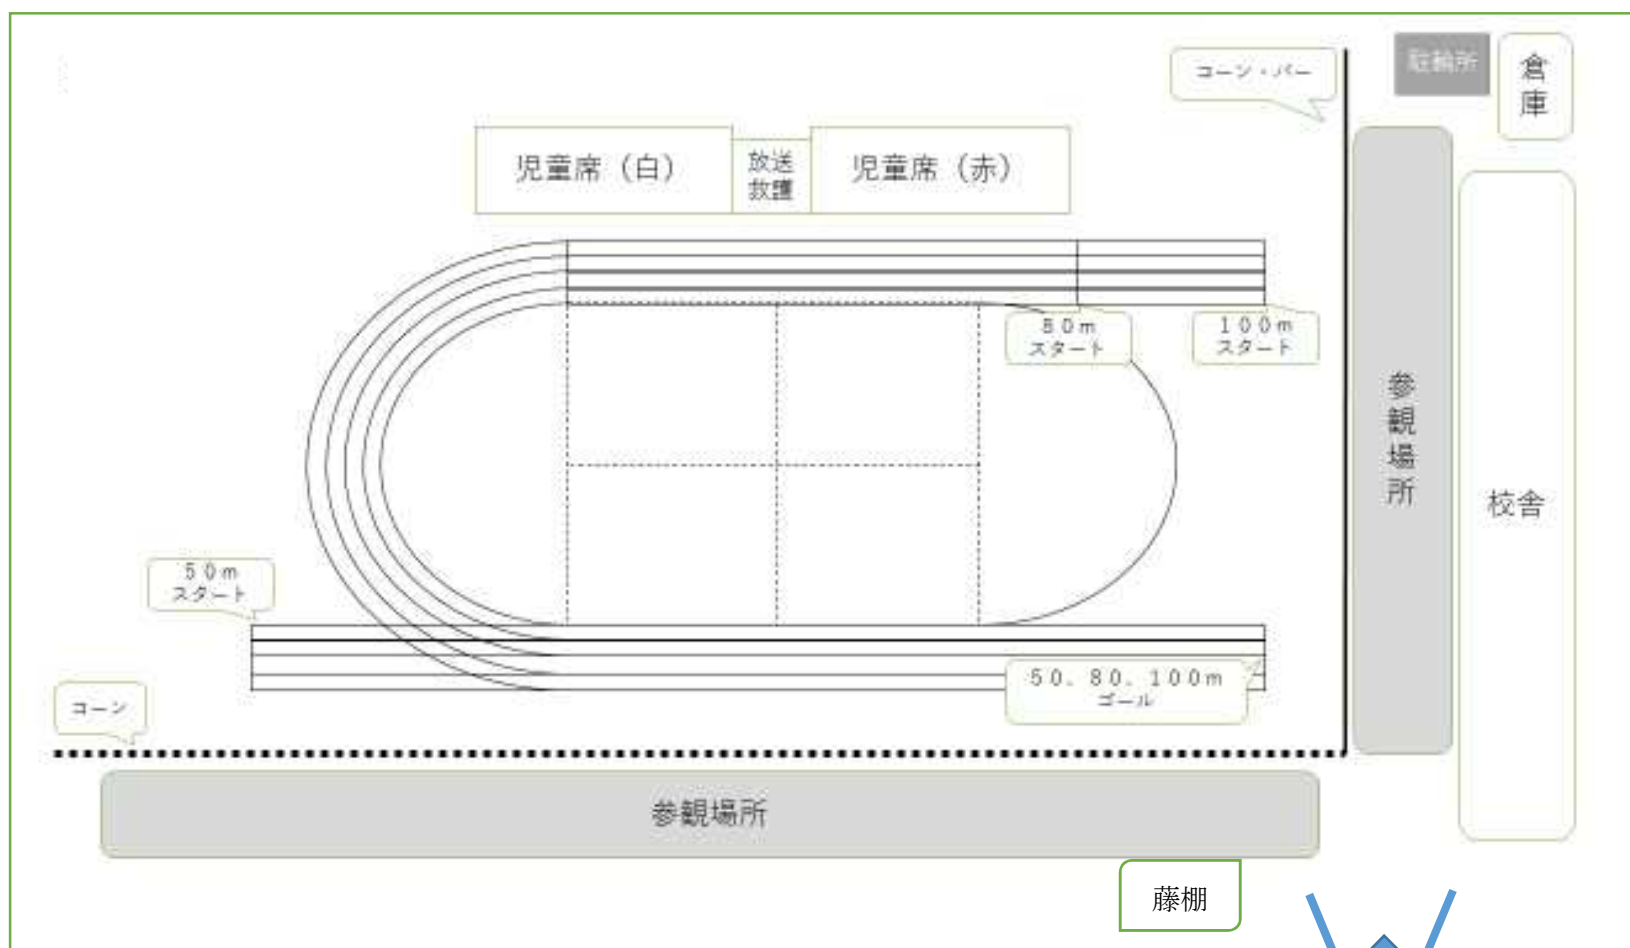 コーン・バー
駐輪所
倉庫
児童席（白）
放送
救護
児童席（赤）
80m
スタート
100m
スタート
参観場所
校舎
50m
スタート
50．80．100m
ゴール
コーン
参観場所
藤棚